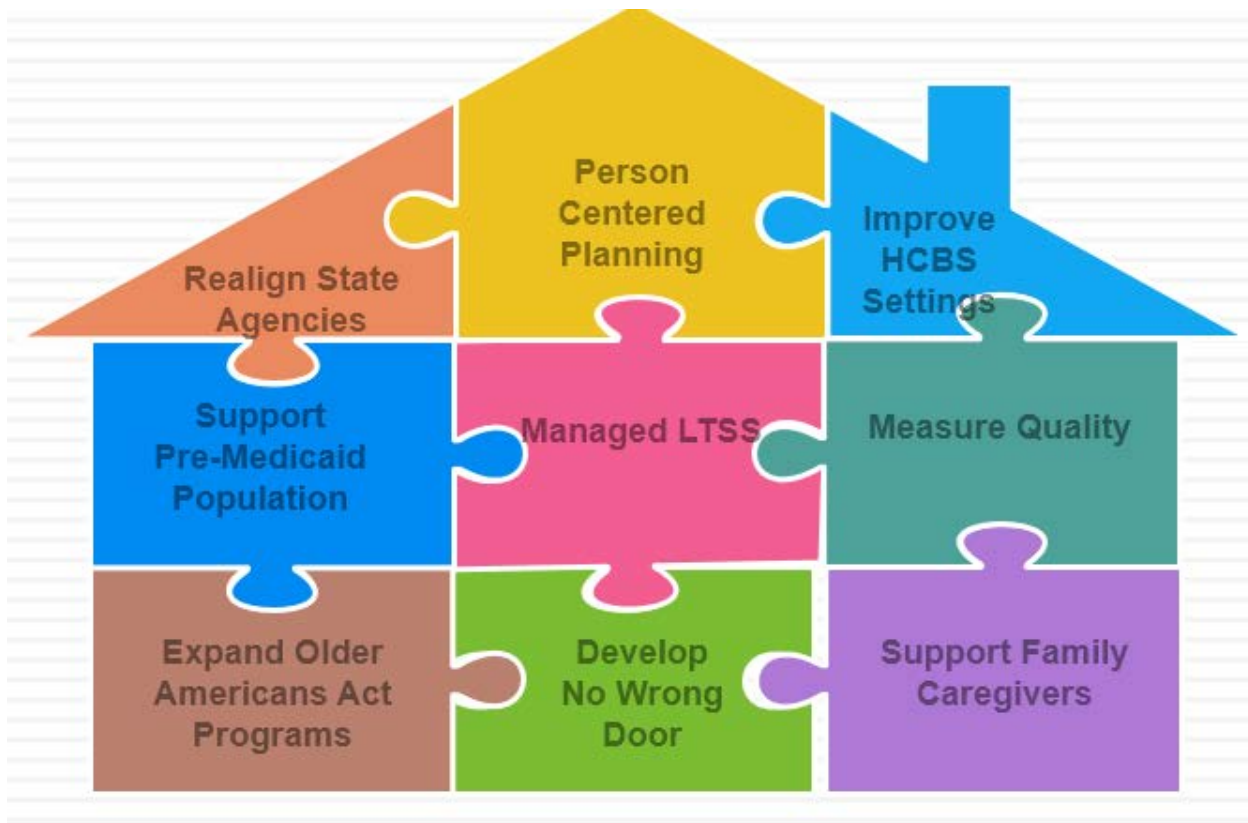 Realign State
Agencies
Person
Centered
Planning
Improve
HCBS
Settings
Support
Pre-Medicaid
Population
Managed LTSS
Measure Quality
Expand Older
Americans Act
Programs
Develop
No Wrong
Door
Support Family
Caregivers